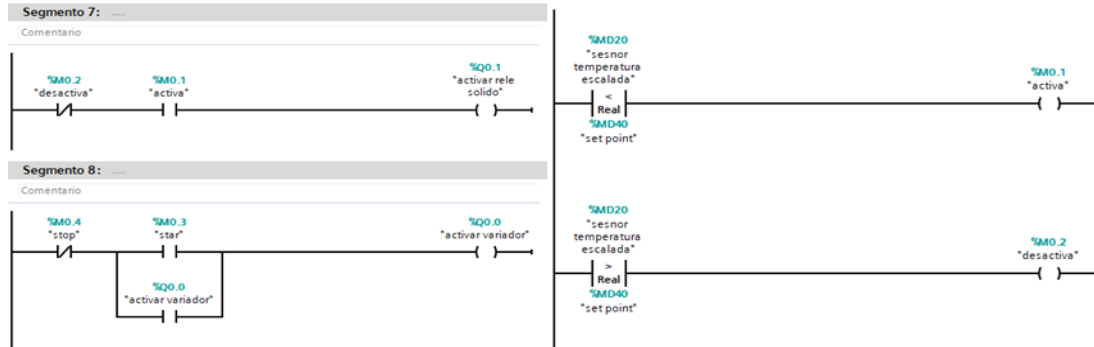 Segmento 7: ....
Comentario
%M0.2
"desactiva"
%M0.1
"activa"
%Q0.1
"activar rele
solido"
Segmento 8: ....
Comentario
%M0.4
"stop"
%M0.3
"star"
%Q0.0
"activar variador"
%Q0.0
"activar variador"
%MD20
"sesnor
temperatura
escalada"
<
Real
%MD40
"set point"
%M0.1
"activa"
%MD20
"sesnor
temperatura
escalada"
>
Real
%MD40
"set point"
%M0.2
"desactiva"